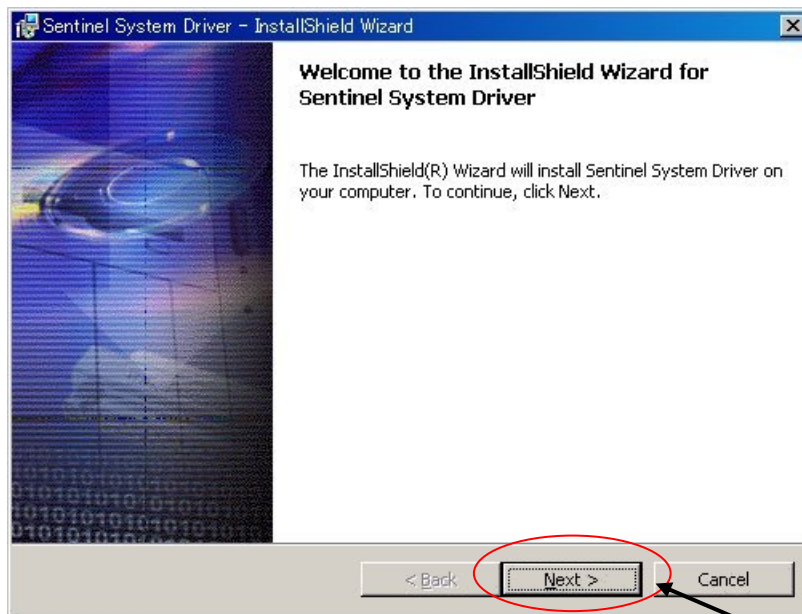 Sentinel System Driver - InstallShield Wizard
Welcome to the InstallShield Wizard for
Sentinel System Driver
The InstallShield(R) Wizard will install Sentinel System Driver on
your computer. To continue, click Next.
< Back
Next >
Cancel